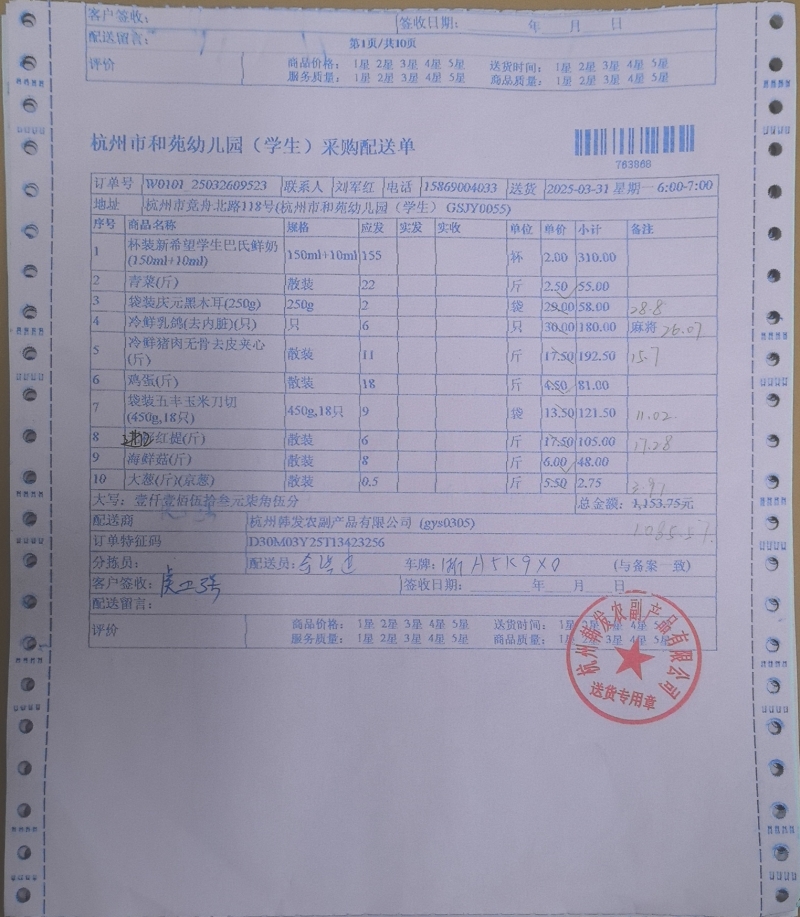 客户签收： 签收日期： 年 月 日
配送留言： 第1页/共10页
评价 商品价格： 1星 2星 3星 4星 5星 送货时间： 1星 2星 3星 4星 5星
服务质量： 1星 2星 3星 4星 5星 商品质量： 1星 2星 3星 4星 5星
杭州市和苑幼儿园（学生）采购配送单
763868
订单号 W0101_25032609523 联系人 刘军红 电话 15869004033 送货 2025-03-31 星期一 6:00-7:00
地址 杭州市竞舟北路118号(杭州市和苑幼儿园（学生） GSJY0055)
序号 商品名称 规格 应发 实发 实收 单位 单价 小计 备注
1 杯装新希望学生巴氏鲜奶(150ml+10ml) 150ml+10ml 155 杯 2.00 310.00
2 青菜(斤) 散装 22 斤 2.50 55.00
3 袋装庆元黑木耳(250g) 250g 2 袋 29.00 58.00 28.8
4 冷鲜乳鸽(去内脏)(只) 只 6 只 30.00 180.00 麻将 26.07
5 冷鲜猪肉无骨去皮夹心(斤) 散装 11 斤 17.50 192.50 15.7
6 鸡蛋(斤) 散装 18 斤 4.50 81.00
7 袋装五丰玉米刀切(450g,18只) 450g,18只 9 袋 13.50 121.50 11.02
8 红提(斤) 散装 6 斤 17.50 105.00 17.28
9 海鲜菇(斤) 散装 8 斤 6.00 48.00
10 大葱(斤)(京葱) 散装 0.5 斤 5.50 2.75 3.91
大写：壹仟壹佰伍拾叁元柒角伍分 总金额：1,153.75元
配送商 杭州韩发农副产品有限公司 (gys0305)
订单特征码 D30M03Y25T13423256
分拣员： 配送员： 车牌：浙A5K9X0 (与备案一致)
客户签收：虞卫强 签收日期： 年 月 日
配送留言：
评价 商品价格： 1星 2星 3星 4星 5星 送货时间： 1星 2星 3星 4星 5星
服务质量： 1星 2星 3星 4星 5星 商品质量： 1星 2星 3星 4星 5星
杭州韩发农副产品有限公司
送货专用章